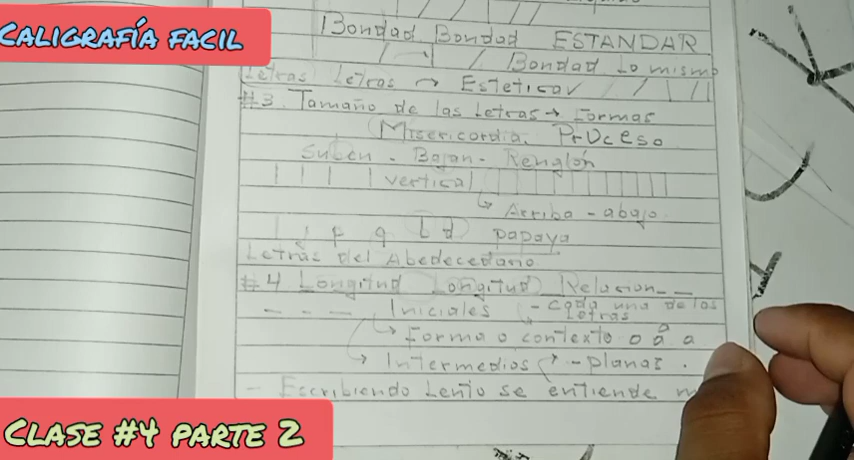 CALIGRAFÍA FACIL
Bondad Bondad ESTANDAR
Bondad Lo mismo
Letras Letras → Esteticar
#3. Tamaño de las Letras → Formas
Misericordia. PrOceso
Suben - Bajan - Renglón
vertical
↳ Arriba - abajo
p q b d papaya
Letras del Abedecedario
#4 Longitud Longitud Relacion--
---- Iniciales - cada una de las
Letras
↳ Forma o contexto o a a
↳ Intermedios - planas.
- Escribiendo Lento se entiende m
CLASE #4 PARTE 2